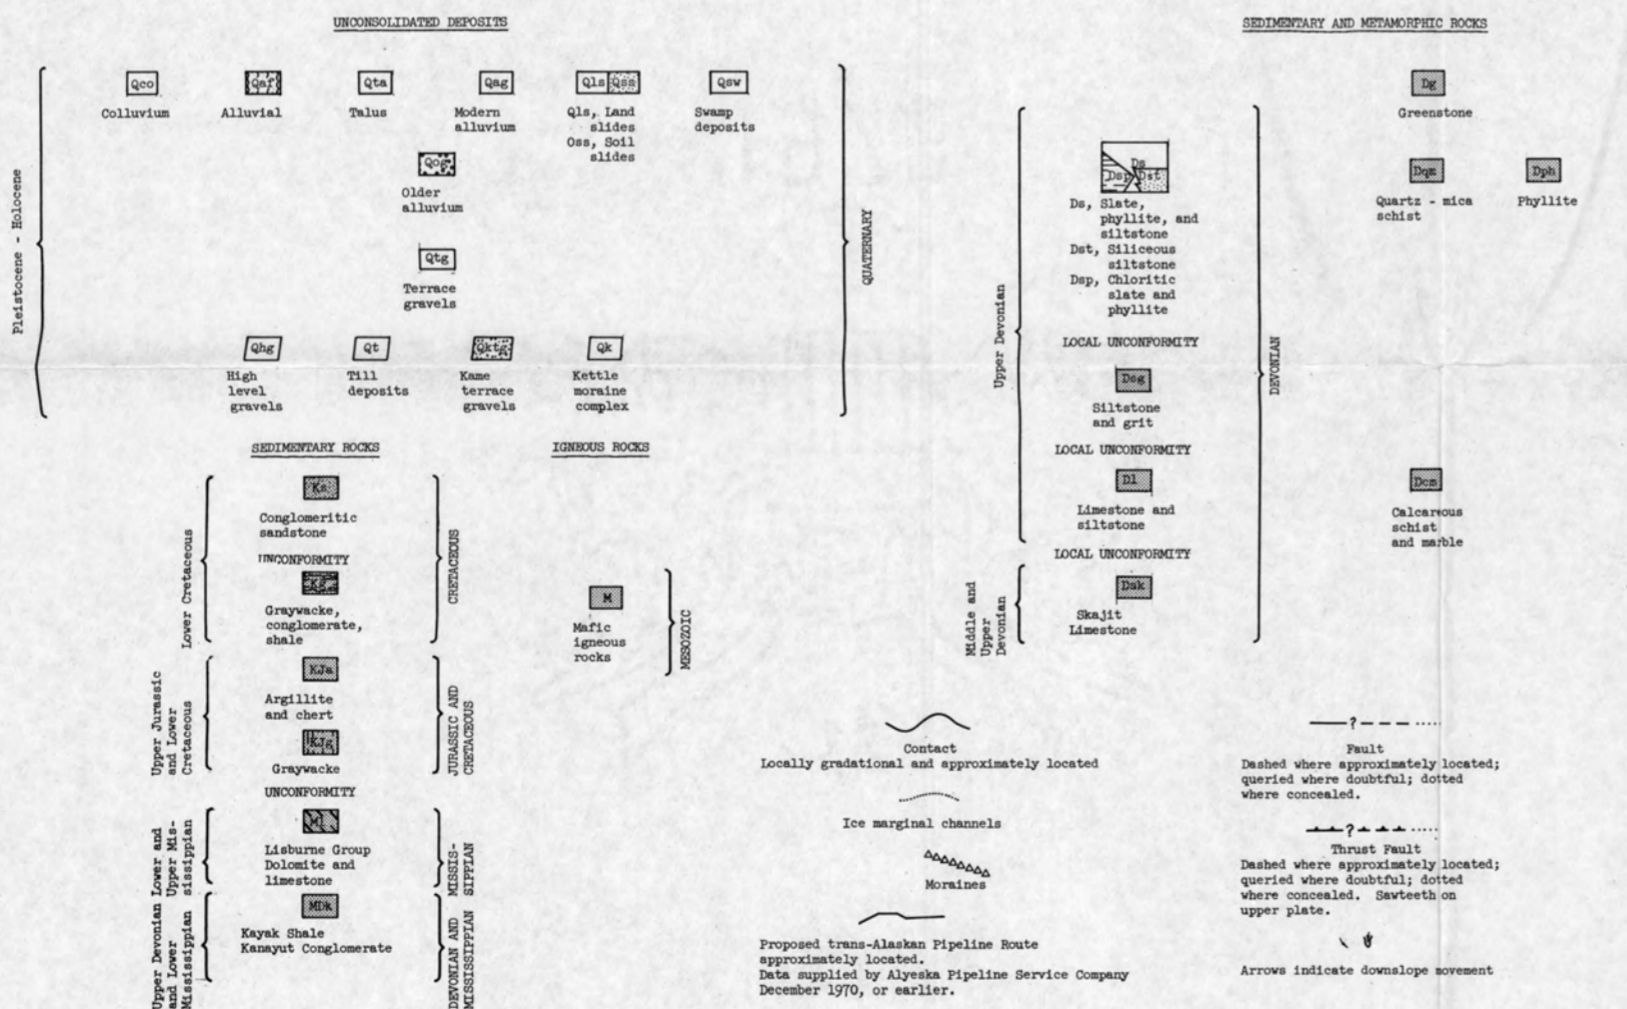 UNCONSOLIDATED DEPOSITS
Pleistocene - Holocene
Qco
Colluvium
Qaf
Alluvial
Qta
Talus
Qag
Modern
alluvium
Qls Qss
Qls, Land
slides
Oss, Soil
slides
Qsw
Swamp
deposits
Qog
Older
alluvium
Qtg
Terrace
gravels
Qhg
High
level
gravels
Qt
Till
deposits
Qktg
Kame
terrace
gravels
Qk
Kettle
moraine
complex
QUATERNARY
SEDIMENTARY ROCKS
Lower Cretaceous
Ks
Conglomeritic
sandstone
UNCONFORMITY
Kg
Graywacke,
conglomerate,
shale
CRETACEOUS
Upper Jurassic
and Lower
Cretaceous
KJa
Argillite
and chert
KJg
Graywacke
JURASSIC AND
CRETACEOUS
UNCONFORMITY
Lower and
Upper Mis-
sissippian
Ml
Lisburne Group
Dolomite and
limestone
MISSIS-
SIPPIAN
Upper Devonian
and Lower
Mississippian
MDk
Kayak Shale
Kanayut Conglomerate
DEVONIAN AND
MISSISSIPPIAN
IGNEOUS ROCKS
M
Mafic
igneous
rocks
MESOZOIC
SEDIMENTARY AND METAMORPHIC ROCKS
Upper Devonian
Ds
Dsp Dst
Ds, Slate,
phyllite, and
siltstone
Dst, Siliceous
siltstone
Dsp, Chloritic
slate and
phyllite
LOCAL UNCONFORMITY
Dsg
Siltstone
and grit
LOCAL UNCONFORMITY
Dl
Limestone and
siltstone
LOCAL UNCONFORMITY
Middle and
Upper
Devonian
Dsk
Skajit
Limestone
DEVONIAN
Dg
Greenstone
Dqm
Quartz - mica
schist
Dph
Phyllite
Dcm
Calcareous
schist
and marble
Contact
Locally gradational and approximately located
Ice marginal channels
Moraines
Proposed trans-Alaskan Pipeline Route
approximately located.
Data supplied by Alyeska Pipeline Service Company
December 1970, or earlier.
?
Fault
Dashed where approximately located;
queried where doubtful; dotted
where concealed.
?
Thrust Fault
Dashed where approximately located;
queried where doubtful; dotted
where concealed. Sawteeth on
upper plate.
Arrows indicate downslope movement